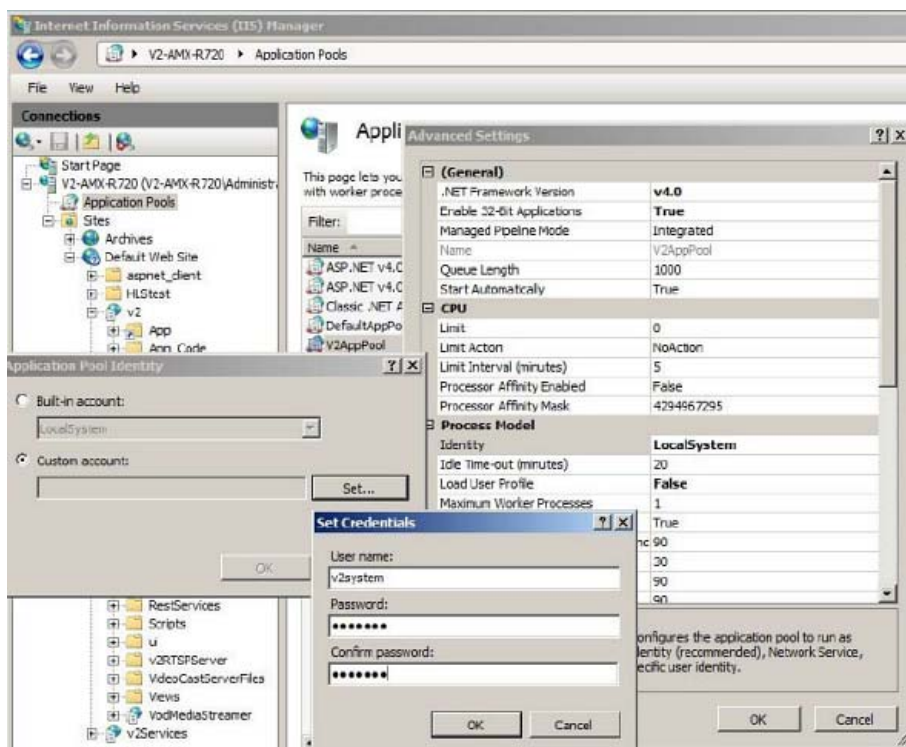 Internet Information Services (IIS) Manager
V2-AMX-R720 Application Pools
File View Help
Connections
Start Page
V2-AMX-R720 (V2-AMX-R720\Administr
Application Pools
Sites
Archives
Default Web Site
aspnet_client
HLStest
v2
App
App_Code
Appli
This page lets you
with worker proce
Filter:
Name
ASP.NET v4.0
ASP.NET v4.0
Classic .NET A
DefaultAppPo
V2AppPool
Advanced Settings
(General)
.NET Framework Version v4.0
Enable 32-Bit Applications True
Managed Pipeline Mode Integrated
Name V2AppPool
Queue Length 1000
Start Automatically True
CPU
Limit 0
Limit Action NoAction
Limit Interval (minutes) 5
Processor Affinity Enabled False
Processor Affinity Mask 4294967295
Process Model
Identity LocalSystem
Idle Time-out (minutes) 20
Load User Profile False
Maximum Worker Processes 1
True
nc 90
30
90
90
onfigures the application pool to run as
dentity (recommended), Network Service,
ecific user identity.
OK Cancel
Application Pool Identity
Built-in account:
LocalSystem
Custom account:
Set...
OK
Set Credentials
User name:
v2system
Password:
•••••••
Confirm password:
•••••••
OK Cancel
RestServices
Scripts
ui
v2RTSPServer
VideoCastServerFiles
Views
VodMediaStreamer
v2Services